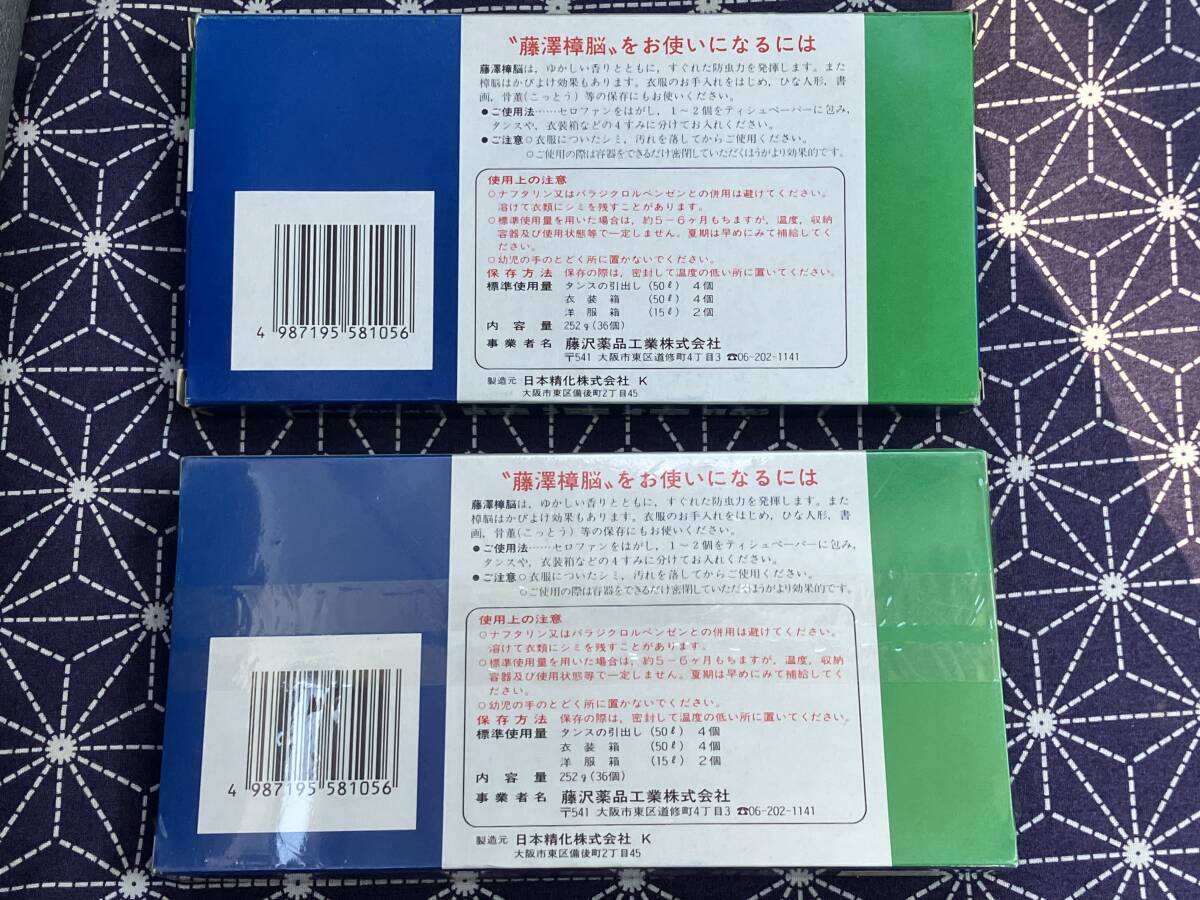 〝藤澤樟脳〟をお使いになるには
藤澤樟脳は，ゆかしい香りとともに，すぐれた防虫力を発揮します。また
樟脳はかびよけ効果もあります。衣服のお手入れをはじめ，ひな人形，書
画，骨董(こっとう)等の保存にもお使いください。
●ご使用法……セロファンをはがし，1～2個をティシュペーパーに包み，
タンスや，衣装箱などの4すみに分けてお入れください。
●ご注意○衣服についたシミ，汚れを落してからご使用ください。
○ご使用の際は容器をできるだけ密閉していただくほうがより効果的です。
使用上の注意
○ナフタリン又はパラジクロルベンゼンとの併用は避けてください。
溶けて衣類にシミを残すことがあります。
○標準使用量を用いた場合は，約5－6ヶ月もちますが，温度，収納
容器及び使用状態等で一定しません。夏期は早めにみて補給してく
ださい。
○幼児の手のとどく所に置かないでください。
保存方法 保存の際は，密封して温度の低い所に置いてください。
標準使用量 タンスの引出し (50ℓ) 4個
衣装箱 (50ℓ) 4個
洋服箱 (15ℓ) 2個
内容量 252g(36個)
事業者名 藤沢薬品工業株式会社
〒541 大阪市東区道修町4丁目3 ☎06-202-1141
製造元 日本精化株式会社 K
大阪市東区備後町2丁目45
4 987195 581056
〝藤澤樟脳〟をお使いになるには
藤澤樟脳は，ゆかしい香りとともに，すぐれた防虫力を発揮します。また
樟脳はかびよけ効果もあります。衣服のお手入れをはじめ，ひな人形，書
画，骨董(こっとう)等の保存にもお使いください。
●ご使用法……セロファンをはがし，1～2個をティシュペーパーに包み，
タンスや，衣装箱などの4すみに分けてお入れください。
●ご注意○衣服についたシミ，汚れを落してからご使用ください。
○ご使用の際は容器をできるだけ密閉していただくほうがより効果的です。
使用上の注意
○ナフタリン又はパラジクロルベンゼンとの併用は避けてください。
溶けて衣類にシミを残すことがあります。
○標準使用量を用いた場合は，約5－6ヶ月もちますが，温度，収納
容器及び使用状態等で一定しません。夏期は早めにみて補給してく
ださい。
○幼児の手のとどく所に置かないでください。
保存方法 保存の際は，密封して温度の低い所に置いてください。
標準使用量 タンスの引出し (50ℓ) 4個
衣装箱 (50ℓ) 4個
洋服箱 (15ℓ) 2個
内容量 252g(36個)
事業者名 藤沢薬品工業株式会社
〒541 大阪市東区道修町4丁目3 ☎06-202-1141
製造元 日本精化株式会社 K
大阪市東区備後町2丁目45
4 987195 581056